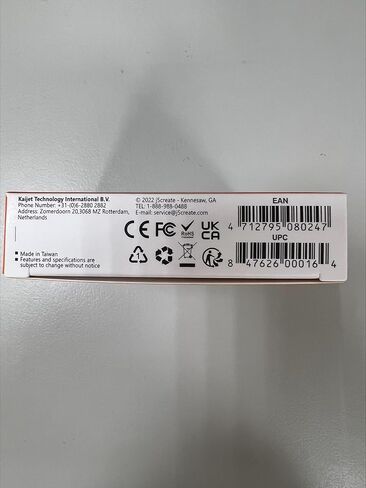 Kaijet Technology International B.V.
Phone Number: +31-(0)6-2880 2882
Address: Zomerdoorn 20,3068 MZ Rotterdam,
Netherlands
© 2022 j5create - Kennesaw, GA
TEL: 1-888-988-0488
E-mail: service@j5create.com
EAN
4 712795 080247
UPC
8 47626 00016 4
CE FC RoHS UK CA
1
■ Made in Taiwan
■ Features and specifications are
subject to change without notice